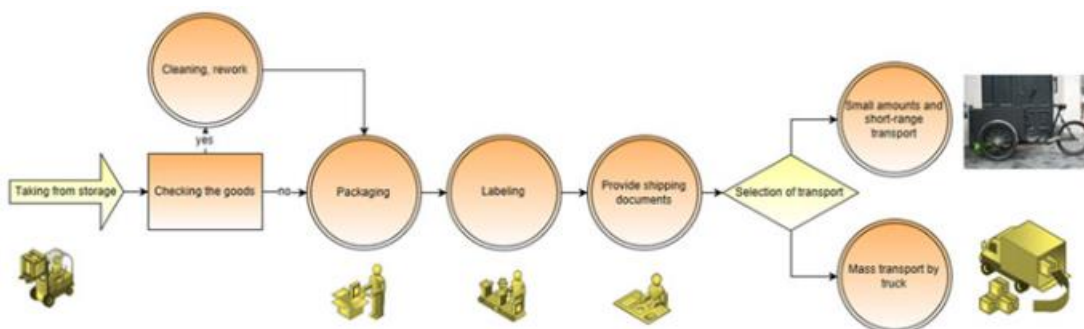 Cleaning, rework
yes
Taking from storage
Checking the goods
no
Packaging
Labeling
Provide shipping
documents
Selection of transport
Small amounts and
short-range
transport
Mass transport by
truck